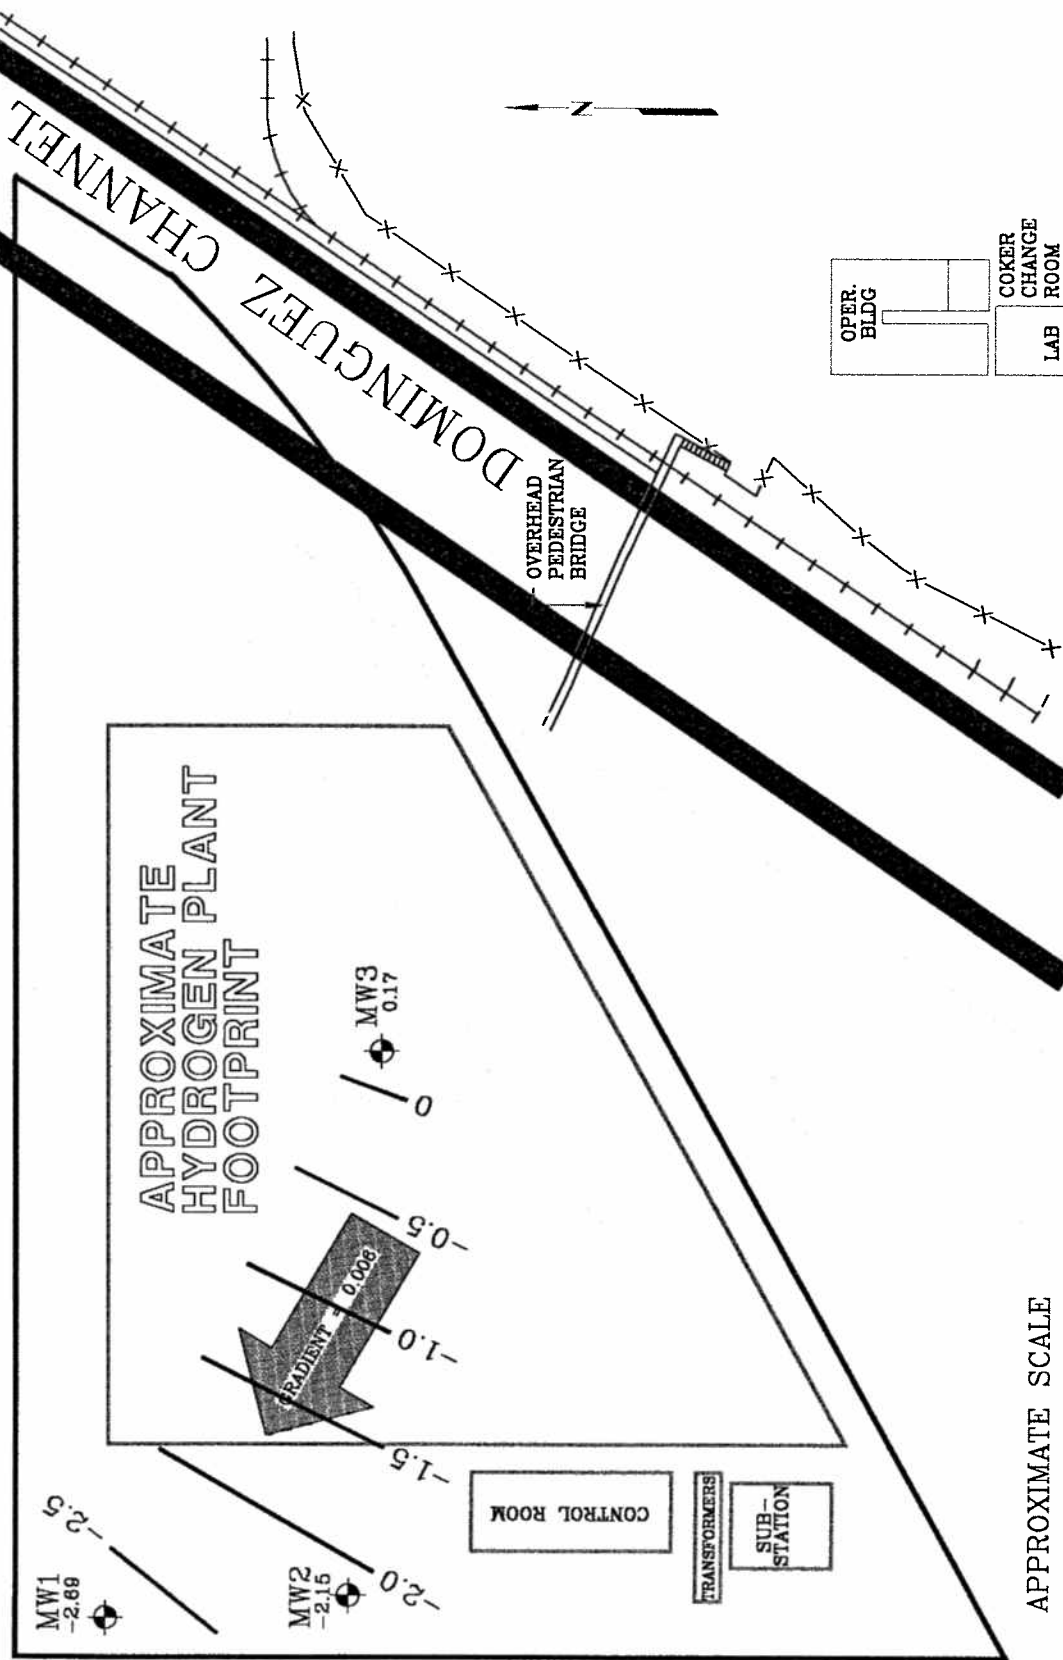 N
DOMINGUEZ CHANNEL
OVERHEAD
PEDESTRIAN
BRIDGE
OPER.
BLDG
COKER
CHANGE
ROOM
LAB
APPROXIMATE
HYDROGEN PLANT
FOOTPRINT
MW3
0.17
0
-0.5
-1.0
-1.5
-2.0
-2.5
GRADIENT = 0.006
MW1
-2.69
MW2
-2.15
CONTROL ROOM
TRANSFORMERS
SUB-
STATION
APPROXIMATE SCALE